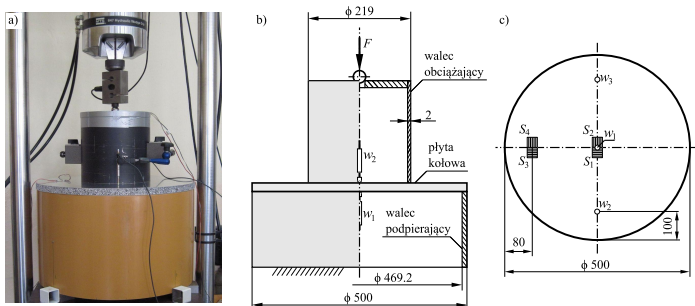 a)
b)
ϕ 219
F
walec
obciążający
2
płyta
kołowa
w₂
w₁
walec
podpierający
ϕ 469.2
ϕ 500
c)
w₃
S₄
S₂
w₁
S₃
S₁
w₂
100
80
ϕ 500